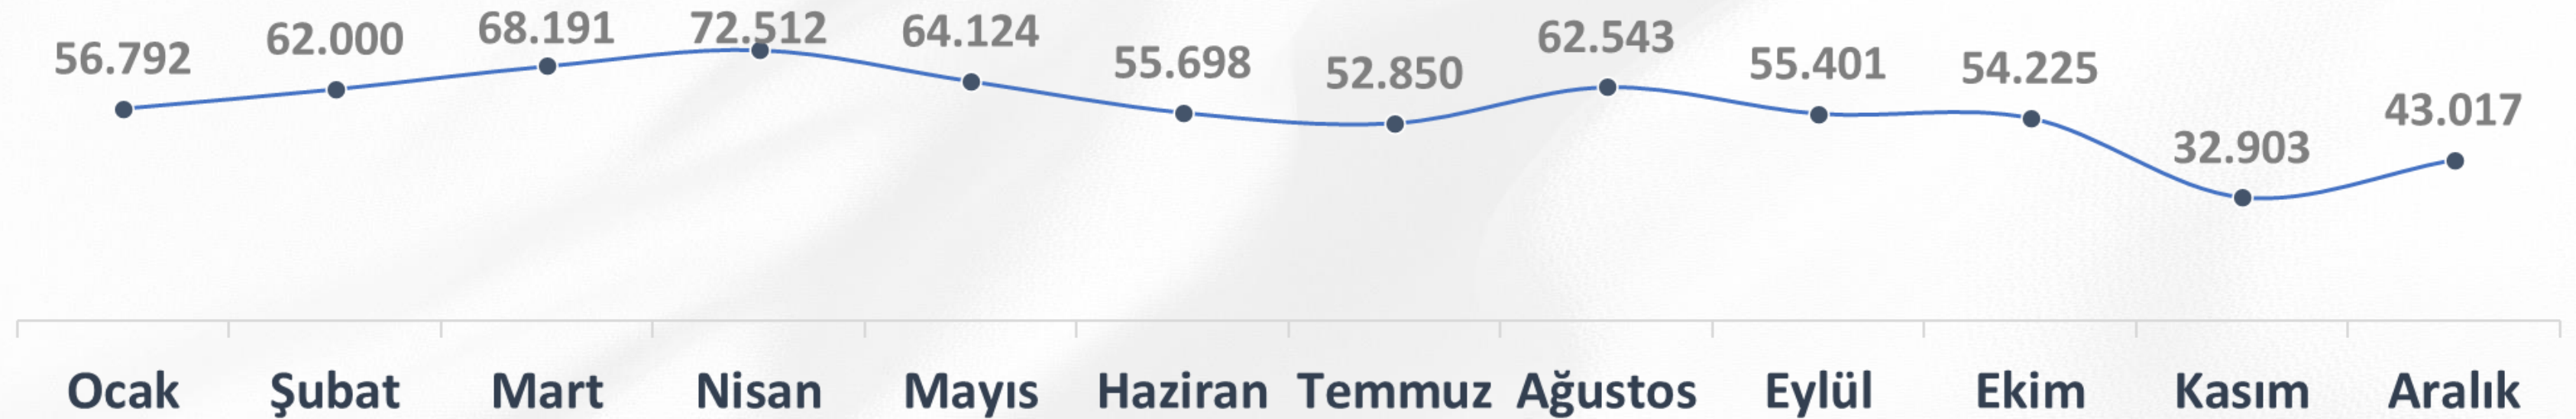 56.792 62.000 68.191 72.512 64.124 55.698 52.850 62.543 55.401 54.225 32.903 43.017
Ocak Şubat Mart Nisan Mayıs Haziran Temmuz Ağustos Eylül Ekim Kasım Aralık